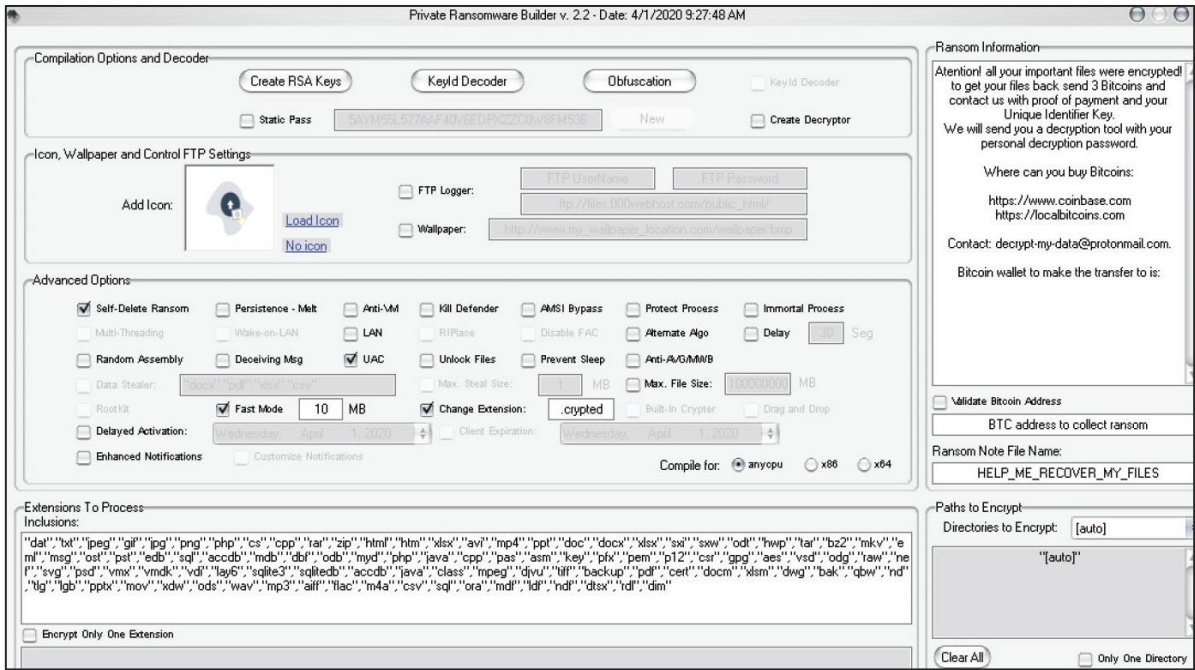 Private Ransomware Builder v. 2.2 - Date: 4/1/2020 9:27:48 AM
Compilation Options and Decoder
Create RSA Keys KeyId Decoder Obfuscation KeyId Decoder
Static Pass New Create Decryptor
Icon, Wallpaper and Control FTP Settings
Add Icon:
Load Icon
No icon
FTP Logger: FTP UserName FTP Password
ftp://files.000webhost.com/public_html/
Wallpaper: http://www.my_wallpaper_location.com/wallpaper.bmp
Advanced Options
Self-Delete Ransom Persistence - Melt Anti-VM Kill Defender AMSI Bypass Protect Process Immortal Process
Multi-Threading Wake-on-LAN LAN RIPlace Disable FAC Alternate Algo Delay 30 Seg
Random Assembly Deceiving Msg UAC Unlock Files Prevent Sleep Anti-AV/G/MWB
Data Stealer: "docx","pdf","xlsx","csv" Max. Steal Size: 1 MB Max. File Size: 100000000 MB
RootKit Fast Mode 10 MB Change Extension: .crypted Built-In Crypter Drag and Drop
Delayed Activation: Wednesday, April 1, 2020 Client Expiration: Wednesday, April 1, 2020
Enhanced Notifications Customize Notifications
Compile for: anycpu x86 x64
Extensions To Process
Inclusions:
"dat","txt","jpeg","gif","jpg","png","php","cs","cpp","rar","zip","html","htm","xlsx","avi","mp4","ppt","doc","docx","xlsx","sxi","sxw","odt","hwp","tar","bz2","mkv","e
ml","msg","ost","pst","edb","sql","accdb","mdb","dbf","odb","myd","php","java","cpp","pas","asm","key","pfx","pem","p12","csr","gpg","aes","vsd","odg","raw","ne
f","svg","psd","vmx","vmdk","vdi","lay6","sqlite3","sqlitedb","accdb","java","class","mpeg","djvu","tiff","backup","pdf","cert","docm","xlsm","dwg","bak","qbw","nd"
,"tlg","lgb","pptx","mov","xdw","ods","wav","mp3","aiff","flac","m4a","csv","sql","ora","mdf","ldf","ndf","dtsx","rdl","dim"
Encrypt Only One Extension
Ransom Information
Atention! all your important files were encrypted!
to get your files back send 3 Bitcoins and
contact us with proof of payment and your
Unique Identifier Key.
We will send you a decryption tool with your
personal decryption password.
Where can you buy Bitcoins:
https://www.coinbase.com
https://localbitcoins.com
Contact: decrypt-my-data@protonmail.com.
Bitcoin wallet to make the transfer to is:
Validate Bitcoin Address
BTC address to collect ransom
Ransom Note File Name:
HELP_ME_RECOVER_MY_FILES
Paths to Encrypt
Directories to Encrypt: [auto]
"[auto]"
Clear All Only One Directory